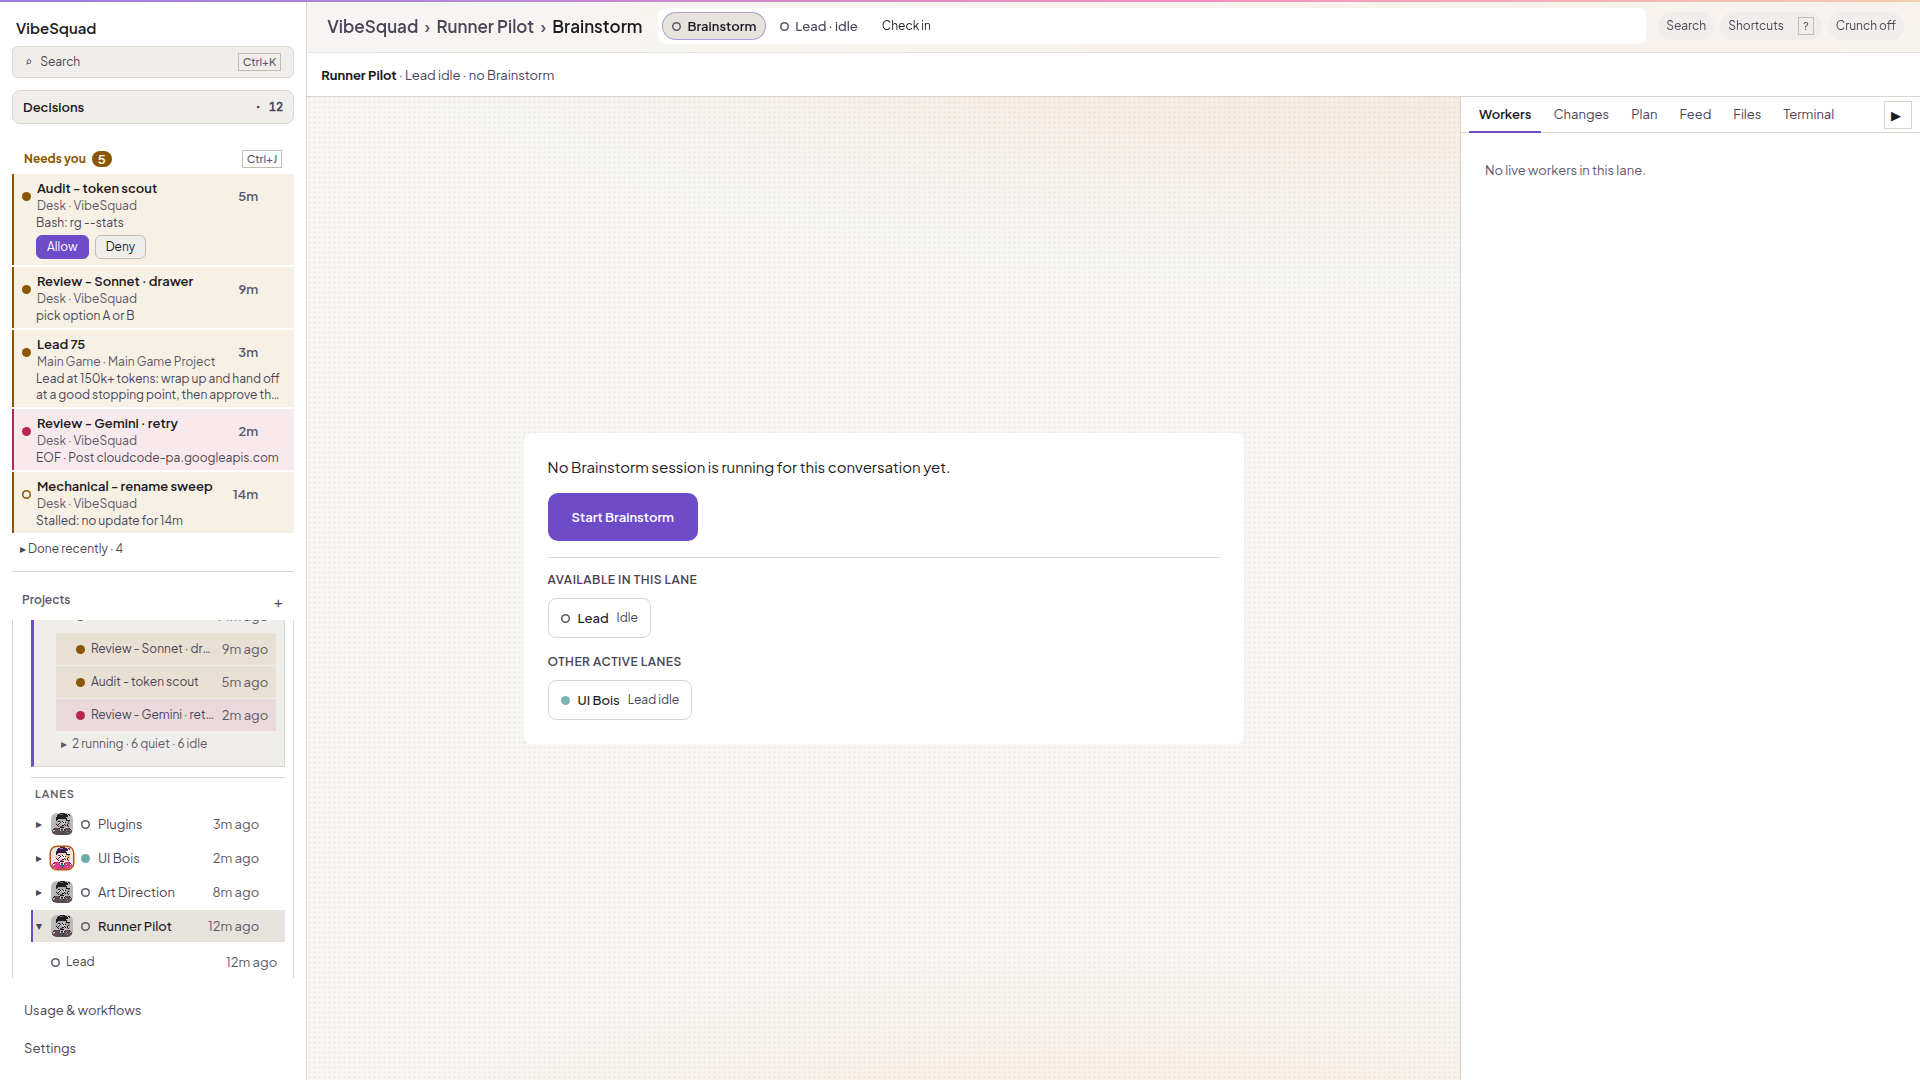 VibeSquad
Search Ctrl+K
Decisions · 12
Needs you 5 Ctrl+J
Audit – token scout 5m
Desk · VibeSquad
Bash: rg --stats
Allow Deny
Review – Sonnet · drawer 9m
Desk · VibeSquad
pick option A or B
Lead 75 3m
Main Game · Main Game Project
Lead at 150k+ tokens: wrap up and hand off
at a good stopping point, then approve th…
Review – Gemini · retry 2m
Desk · VibeSquad
EOF · Post cloudcode-pa.googleapis.com
Mechanical – rename sweep 14m
Desk · VibeSquad
Stalled: no update for 14m
▸ Done recently · 4
Projects +
Review – Sonnet · dr… 9m ago
Audit – token scout 5m ago
Review – Gemini · ret… 2m ago
▸ 2 running · 6 quiet · 6 idle
LANES
▸ Plugins 3m ago
▸ UI Bois 2m ago
▸ Art Direction 8m ago
▾ Runner Pilot 12m ago
Lead 12m ago
Usage & workflows
Settings
VibeSquad › Runner Pilot › Brainstorm
Brainstorm Lead · idle Check in
Search Shortcuts ? Crunch off
Runner Pilot · Lead idle · no Brainstorm
No Brainstorm session is running for this conversation yet.
Start Brainstorm
AVAILABLE IN THIS LANE
Lead Idle
OTHER ACTIVE LANES
UI Bois Lead idle
Workers Changes Plan Feed Files Terminal ▶
No live workers in this lane.